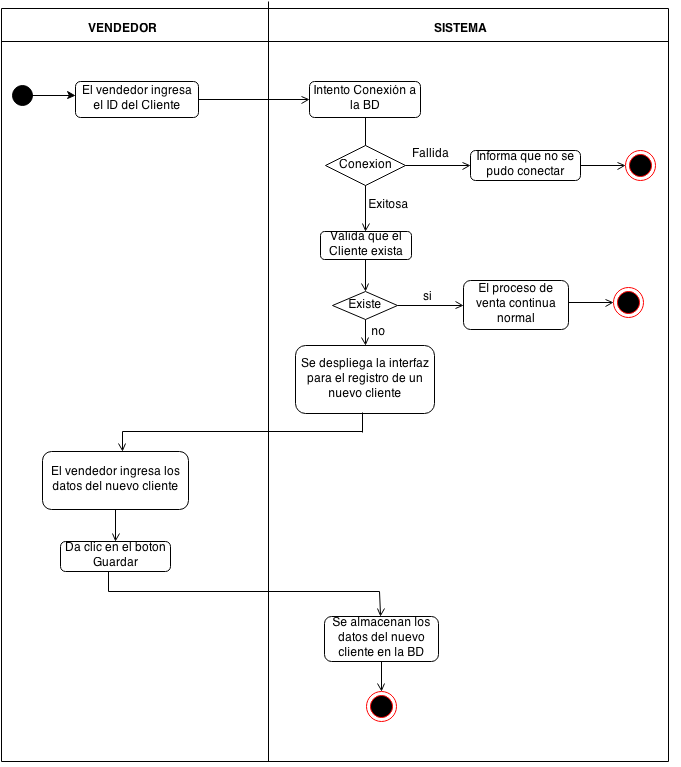 VENDEDOR
SISTEMA
El vendedor ingresa
el ID del Cliente
Intento Conexión a
la BD
Conexion
Fallida
Informa que no se
pudo conectar
Exitosa
Valida que el
Cliente exista
Existe
si
El proceso de
venta continua
normal
no
Se despliega la interfaz
para el registro de un
nuevo cliente
El vendedor ingresa los
datos del nuevo cliente
Da clic en el boton
Guardar
Se almacenan los
datos del nuevo
cliente en la BD